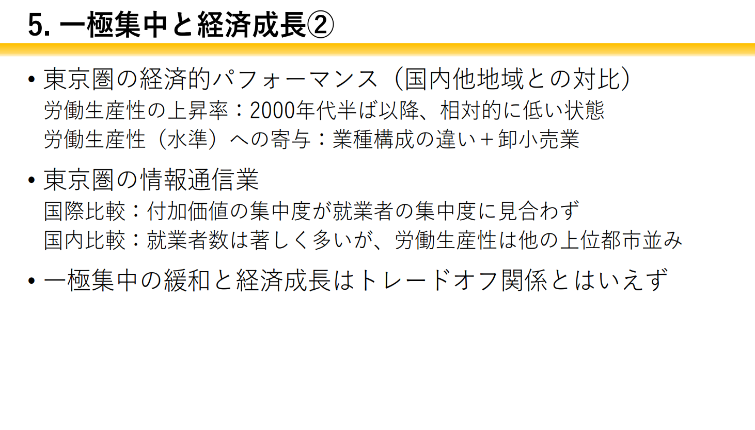 5. 一極集中と経済成長②
• 東京圏の経済的パフォーマンス（国内他地域との対比）
労働生産性の上昇率：2000年代半ば以降、相対的に低い状態
労働生産性（水準）への寄与：業種構成の違い＋卸小売業
• 東京圏の情報通信業
国際比較：付加価値の集中度が就業者の集中度に見合わず
国内比較：就業者数は著しく多いが、労働生産性は他の上位都市並み
• 一極集中の緩和と経済成長はトレードオフ関係とはいえず